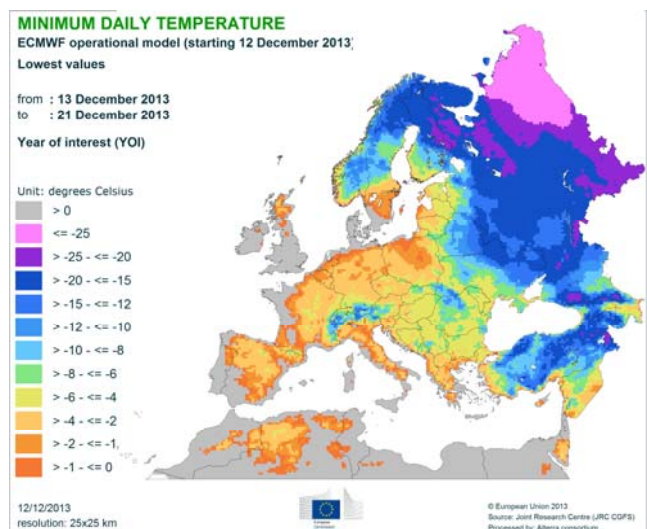 MINIMUM DAILY TEMPERATURE
ECMWF operational model (starting 12 December 2013)
Lowest values
from : 13 December 2013
to : 21 December 2013
Year of interest (YOI)
Unit: degrees Celsius
> 0
<= -25
> -25 - <= -20
> -20 - <= -15
> -15 - <= -12
> -12 - <= -10
> -10 - <= -8
> -8 - <= -6
> -6 - <= -4
> -4 - <= -2
> -2 - <= -1
> -1 - <= 0
12/12/2013
resolution: 25x25 km
European
Commission
© European Union 2013
Source: Joint Research Centre (JRC CGFS)
Processed by: Alterra consortium